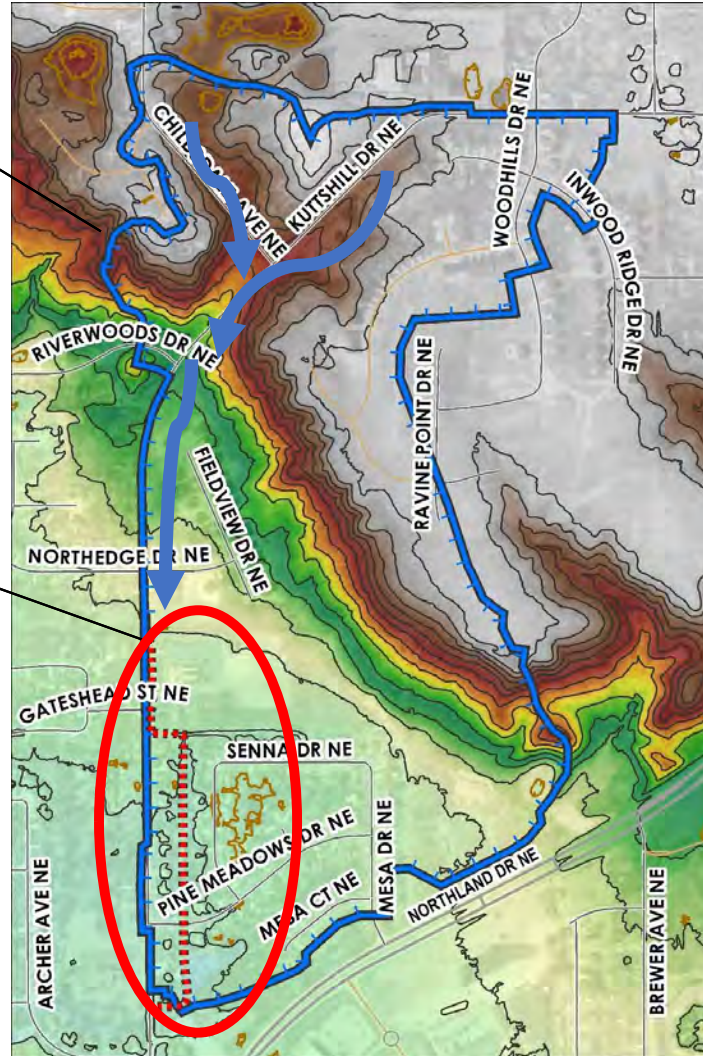 CHILDSDALE AVE NE
KUTTSHILL DR NE
WOODHILLS DR NE
INWOOD RIDGE DR NE
RIVERWOODS DR NE
RAVINE POINT DR NE
FIELDVIEW DR NE
NORTHEDGE DR NE
GATESHEAD ST NE
SENNA DR NE
PINE MEADOWS DR NE
MESA DR NE
MESA CT NE
NORTHLAND DR NE
ARCHER AVE NE
BREWER AVE NE